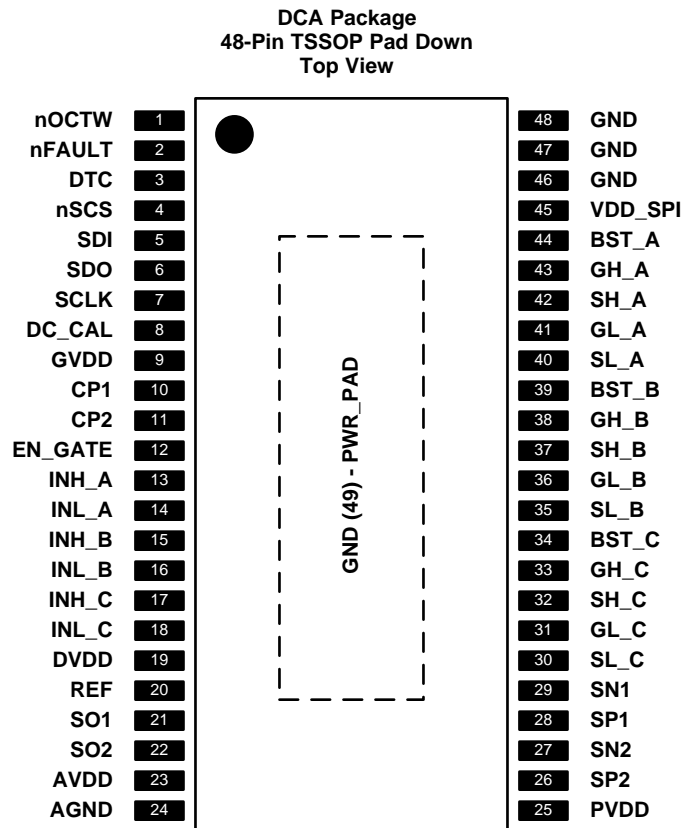 DCA Package
48-Pin TSSOP Pad Down
Top View
nOCTW 1 48 GND
nFAULT 2 47 GND
DTC 3 46 GND
nSCS 4 45 VDD_SPI
SDI 5 44 BST_A
SDO 6 43 GH_A
SCLK 7 42 SH_A
DC_CAL 8 41 GL_A
GVDD 9 40 SL_A
CP1 10 39 BST_B
CP2 11 38 GH_B
EN_GATE 12 37 SH_B
INH_A 13 36 GL_B
INL_A 14 35 SL_B
INH_B 15 34 BST_C
INL_B 16 33 GH_C
INH_C 17 32 SH_C
INL_C 18 31 GL_C
DVDD 19 30 SL_C
REF 20 29 SN1
SO1 21 28 SP1
SO2 22 27 SN2
AVDD 23 26 SP2
AGND 24 25 PVDD
GND (49) - PWR_PAD